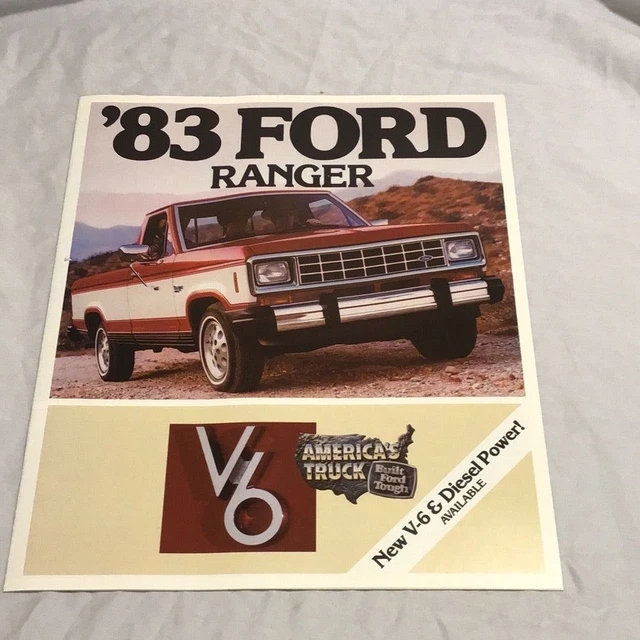 '83 FORD
RANGER
V6
AMERICA'S
TRUCK
Built
Ford
Tough
New V-6 & Diesel Power!
AVAILABLE